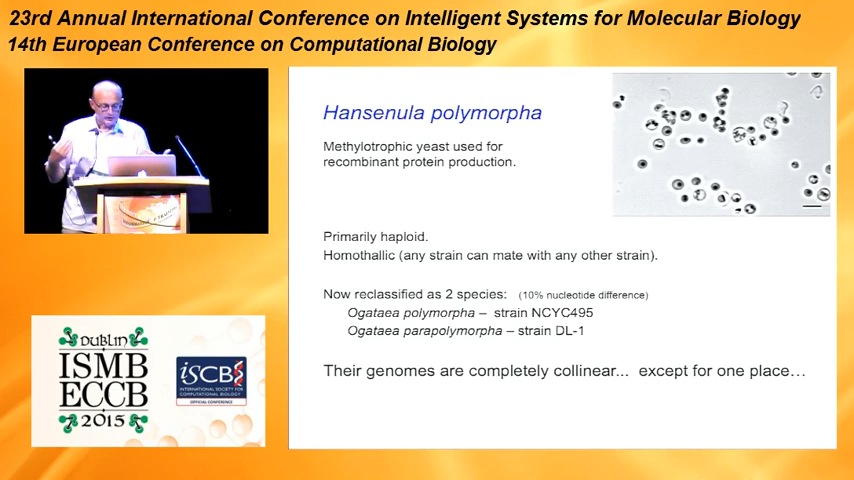 23rd Annual International Conference on Intelligent Systems for Molecular Biology
14th European Conference on Computational Biology
Hansenula polymorpha
Methylotrophic yeast used for
recombinant protein production.
Primarily haploid.
Homothallic (any strain can mate with any other strain).
Now reclassified as 2 species: (10% nucleotide difference)
Ogataea polymorpha – strain NCYC495
Ogataea parapolymorpha – strain DL-1
Their genomes are completely collinear... except for one place…
DUBLIN
ISMB
ECCB
2015
ISCB
INTERNATIONAL SOCIETY FOR
COMPUTATIONAL BIOLOGY
OFFICIAL CONFERENCE